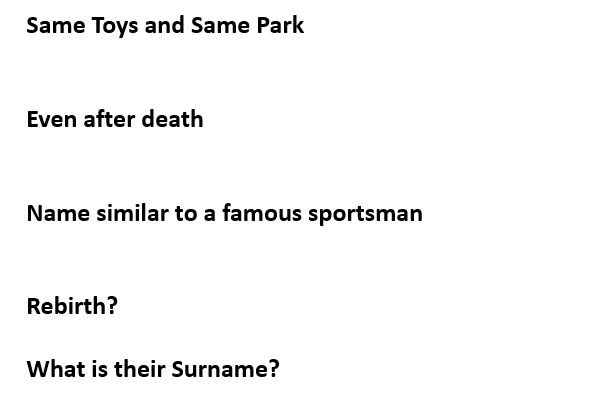 Same Toys and Same Park
Even after death
Name similar to a famous sportsman
Rebirth?
What is their Surname?